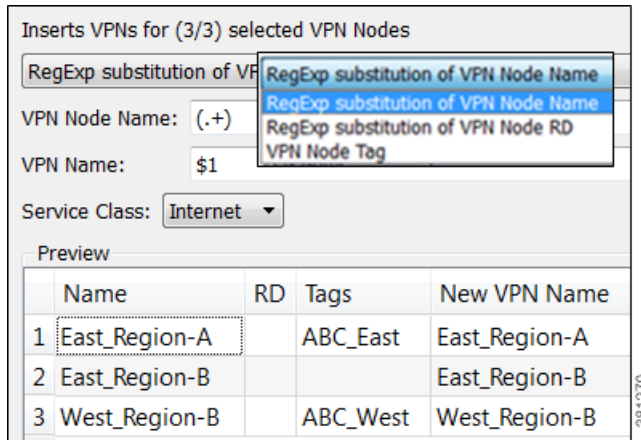 Inserts VPNs for (3/3) selected VPN Nodes
RegExp substitution of VP
RegExp substitution of VPN Node Name
RegExp substitution of VPN Node Name
RegExp substitution of VPN Node RD
VPN Node Tag
VPN Node Name: (.+)
VPN Name: $1
Service Class: Internet
Preview
Name RD Tags New VPN Name
1 East_Region-A ABC_East East_Region-A
2 East_Region-B East_Region-B
3 West_Region-B ABC_West West_Region-B